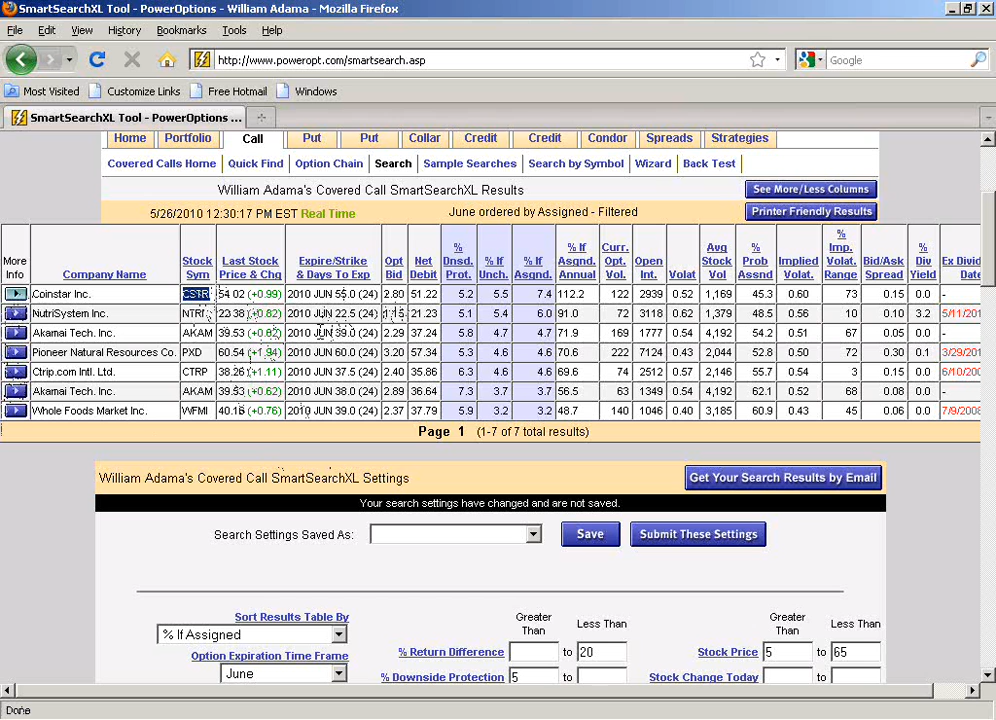 SmartSearchXL Tool - PowerOptions - William Adama - Mozilla Firefox
File Edit View History Bookmarks Tools Help
http://www.poweropt.com/smartsearch.asp Google
Most Visited Customize Links Free Hotmail Windows
SmartSearchXL Tool - PowerOptions ...
Home Portfolio Call Put Put Collar Credit Credit Condor Spreads Strategies
Covered Calls Home Quick Find Option Chain Search Sample Searches Search by Symbol Wizard Back Test
William Adama's Covered Call SmartSearchXL Results See More/Less Columns
5/26/2010 12:30:17 PM EST Real Time June ordered by Assigned - Filtered Printer Friendly Results
More Info Company Name Stock Sym Last Stock Price & Chg Expire/Strike & Days To Exp Opt Bid Net Debit % Dnsd. Prot. % If Unch. % If Asgnd. % If Asgnd. Annual Curr. Opt. Vol. Open Int. Volat Avg Stock Vol % Prob Assnd Implied Volat. % Imp. Volat. Range Bid/Ask Spread % Div Yield Ex Divid Date
Coinstar Inc. CSTR 54.02 (+0.99) 2010 JUN 55.0 (24) 2.80 51.22 5.2 5.5 7.4 112.2 122 2939 0.52 1,169 45.3 0.60 73 0.10 0.0 -
NutriSystem Inc. NTRI 22.38 (+0.82) 2010 JUN 22.5 (24) 1.15 21.23 5.1 5.4 6.0 91.0 72 3118 0.62 1,379 48.5 0.56 10 0.10 3.2 5/11/201
Akamai Tech. Inc. AKAM 39.53 (+0.62) 2010 JUN 39.0 (24) 2.29 37.24 5.8 4.7 4.7 71.9 169 1777 0.54 4,192 54.2 0.51 67 0.05 0.0 -
Pioneer Natural Resources Co. PXD 60.54 (+1.94) 2010 JUN 60.0 (24) 3.20 57.34 5.3 4.6 4.6 70.6 222 7124 0.43 2,044 52.8 0.50 72 0.30 0.1 3/29/201
Ctrip.com Intl. Ltd. CTRP 38.26 (+1.11) 2010 JUN 37.5 (24) 2.40 35.86 6.3 4.6 4.6 69.6 74 2512 0.46 1,225 55.7 0.54 3 0.15 0.0 6/10/200
Akamai Tech. Inc. AKAM 39.53 (+0.62) 2010 JUN 38.0 (24) 2.89 36.64 7.3 3.7 3.7 56.5 63 1349 0.54 4,192 62.1 0.52 68 0.08 0.0 -
Whole Foods Market Inc. WFMI 40.16 (+0.76) 2010 JUN 39.0 (24) 2.37 37.79 5.9 3.2 3.2 48.7 140 1046 0.40 3,185 60.9 0.43 45 0.06 0.0 7/9/2008
Page 1 (1-7 of 7 total results)
William Adama's Covered Call SmartSearchXL Settings Get Your Search Results by Email
Your search settings have changed and are not saved.
Search Settings Saved As: Save Submit These Settings
Sort Results Table By Greater Than Less Than Greater Than Less Than
% If Assigned % Return Difference to 20 Stock Price 5 to 65
Option Expiration Time Frame
June % Downside Protection 5 to Stock Change Today to
Done